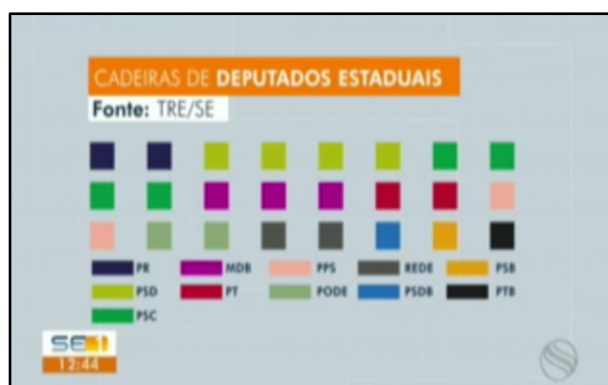 CADEIRAS DE DEPUTADOS ESTADUAIS
Fonte: TRE/SE
PR MDB PPS REDE PSB
PSD PT PODE PSDB PTB
PSC
SE1
12:44